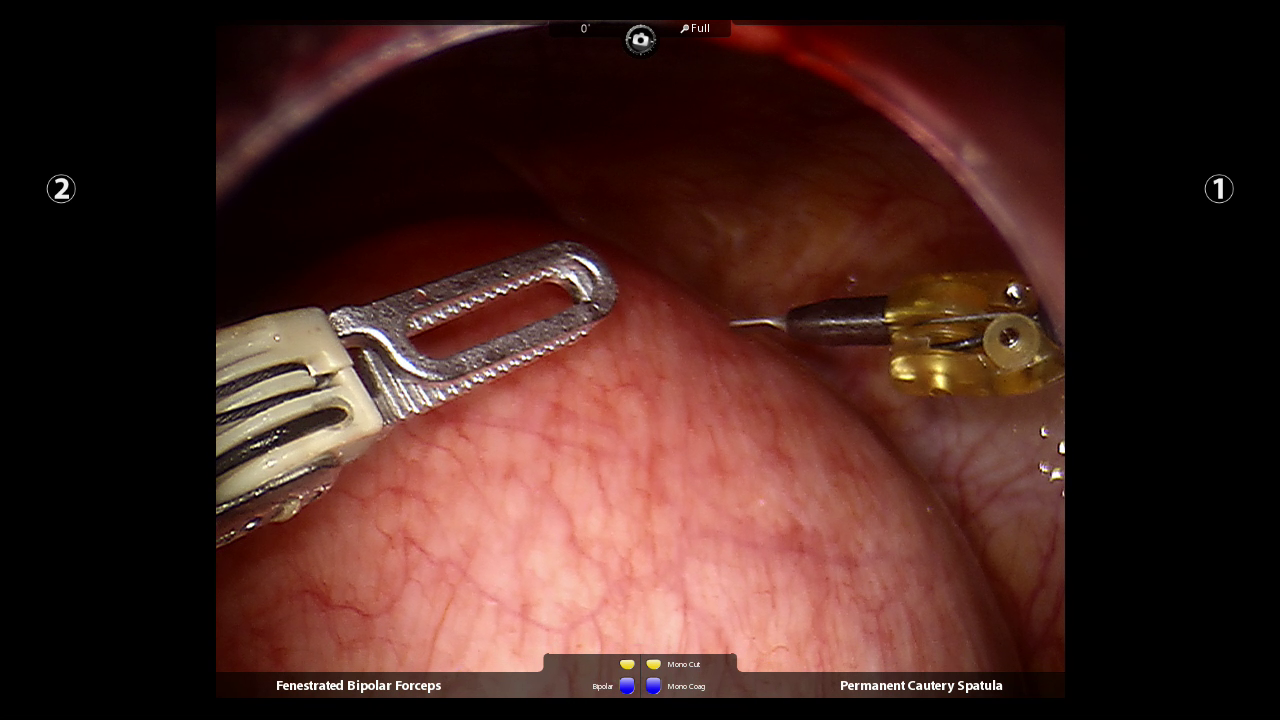 0° Full
2 1
Mono Cut
Bipolar Mono Coag
Fenestrated Bipolar Forceps Permanent Cautery Spatula